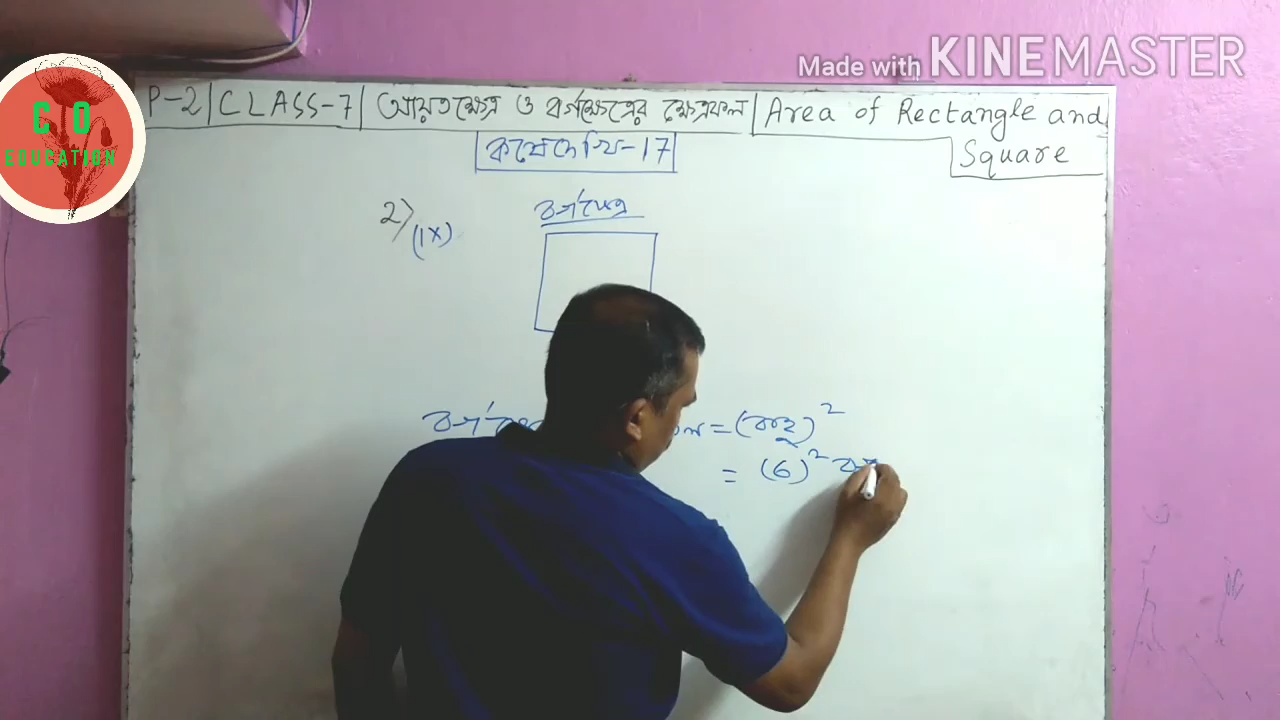 Made with KINEMASTER
C D
EDUCATION
P-2|CLASS-7|আয়তক্ষেত্র ও বর্গক্ষেত্রের ক্ষেত্রফল|Area of Rectangle and
Square
কষে দেখি-17
2) (ix)
বর্গক্ষেত্র
= (বাহু)²
= (6)²